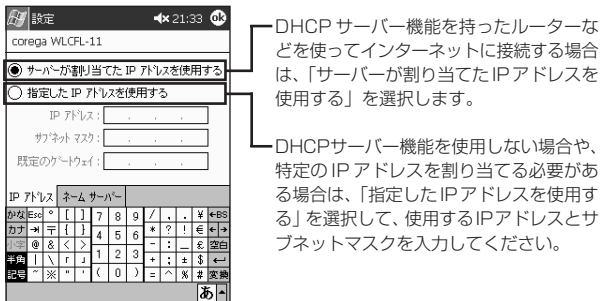 設定 21:33 ok
corega WLCFL-11
サーバーが割り当てた IP アドレスを使用する
指定した IP アドレスを使用する
IP アドレス:
サブネット マスク:
既定のゲートウェイ:
IP アドレス ネーム サーバー
かな Esc ° [ ] 7 8 9 / , . ¥ ←BS
カナ { } 4 5 6 * ? ! € ← →
小字 @ & < > - : _ £ 空白
半角 | \ 「 」 1 2 3 + ; ± $
記号 ~ ※ " ' ( 0 ) = ^ % # 変換
あ
DHCP サーバー機能を持ったルーターな
どを使ってインターネットに接続する場合
は、「サーバーが割り当てたIPアドレスを
使用する」を選択します。
DHCPサーバー機能を使用しない場合や、
特定の IP アドレスを割り当てる必要があ
る場合は、「指定したIPアドレスを使用す
る」を選択して、使用するIPアドレスとサ
ブネットマスクを入力してください。